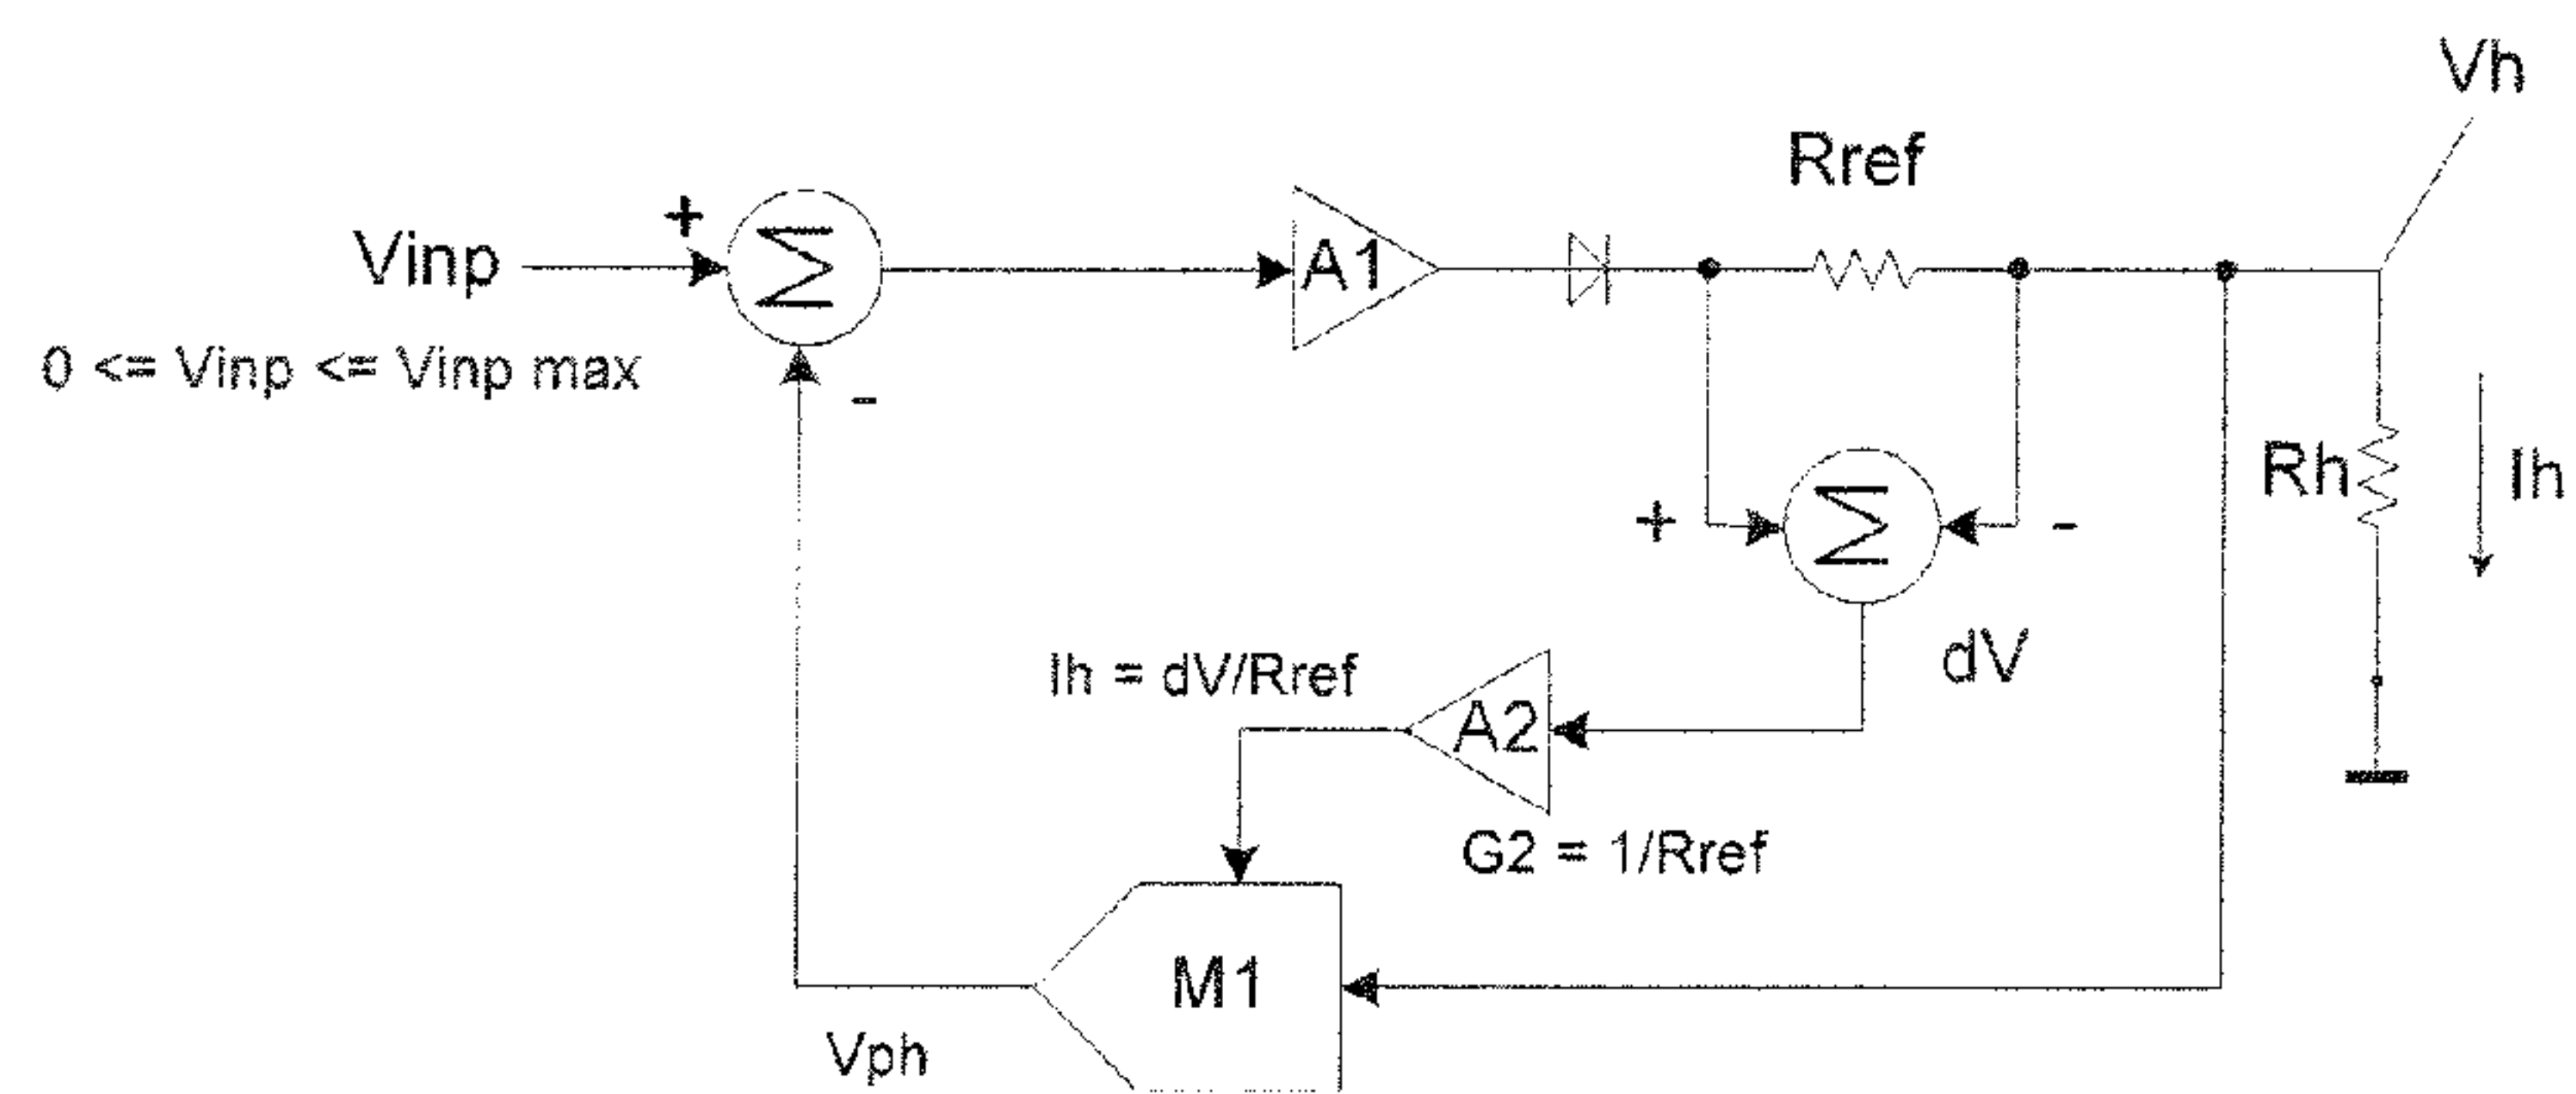 Vh
Rref
+
Vinp
Σ
A1
0 <= Vinp <= Vinp max
-
Rh
Ih
+
Σ
-
dV
Ih = dV/Rref
A2
G2 = 1/Rref
M1
Vph